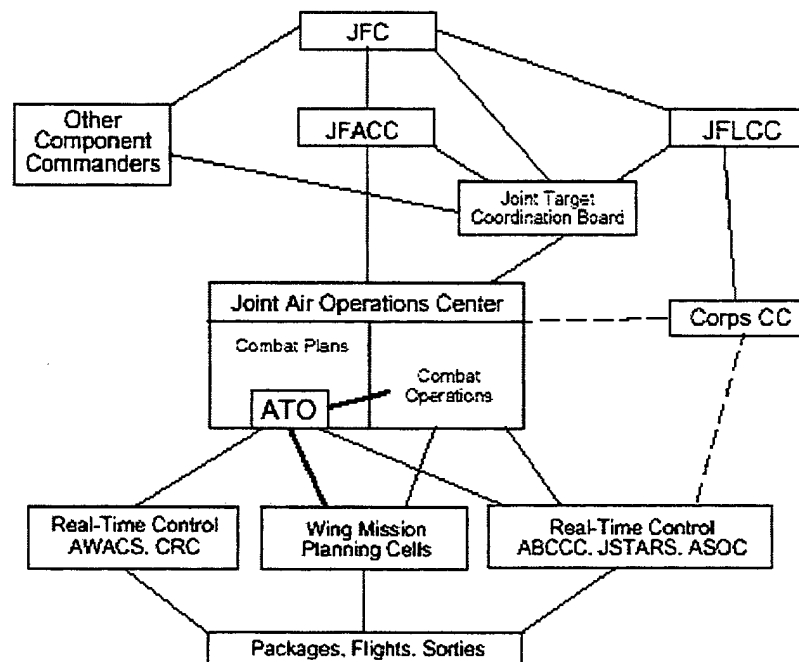 JFC
Other
Component
Commanders
JFACC
JFLCC
Joint Target
Coordination Board
Joint Air Operations Center
Corps CC
Combat Plans
Combat
Operations
ATO
Real-Time Control
AWACS. CRC
Wing Mission
Planning Cells
Real-Time Control
ABCCC. JSTARS. ASOC
Packages, Flights. Sorties